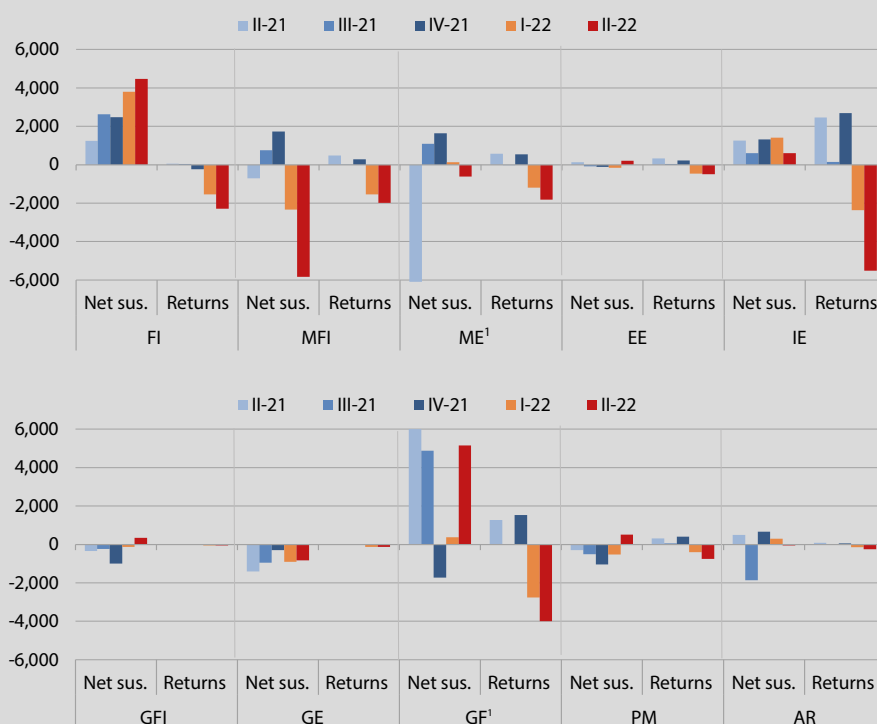 II-21 III-21 IV-21 I-22 II-22
6,000
4,000
2,000
0
-2,000
-4,000
-6,000
Net sus. Returns Net sus. Returns Net sus. Returns Net sus. Returns Net sus. Returns
FI MFI ME¹ EE IE
II-21 III-21 IV-21 I-22 II-22
6,000
4,000
2,000
0
-2,000
-4,000
-6,000
Net sus. Returns Net sus. Returns Net sus. Returns Net sus. Returns Net sus. Returns
GFI GE GF¹ PM AR